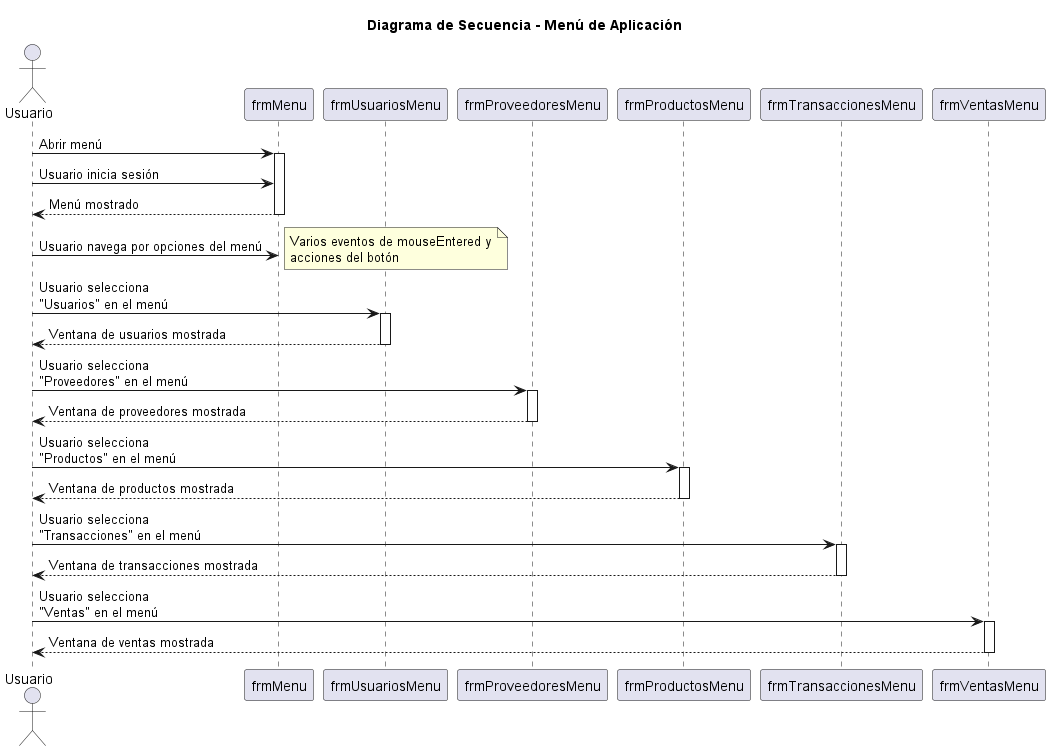 Diagrama de Secuencia - Menú de Aplicación
Usuario
frmMenu
frmUsuariosMenu
frmProveedoresMenu
frmProductosMenu
frmTransaccionesMenu
frmVentasMenu
Abrir menú
Usuario inicia sesión
Menú mostrado
Usuario navega por opciones del menú
Varios eventos de mouseEntered y
acciones del botón
Usuario selecciona
"Usuarios" en el menú
Ventana de usuarios mostrada
Usuario selecciona
"Proveedores" en el menú
Ventana de proveedores mostrada
Usuario selecciona
"Productos" en el menú
Ventana de productos mostrada
Usuario selecciona
"Transacciones" en el menú
Ventana de transacciones mostrada
Usuario selecciona
"Ventas" en el menú
Ventana de ventas mostrada
Usuario
frmMenu
frmUsuariosMenu
frmProveedoresMenu
frmProductosMenu
frmTransaccionesMenu
frmVentasMenu